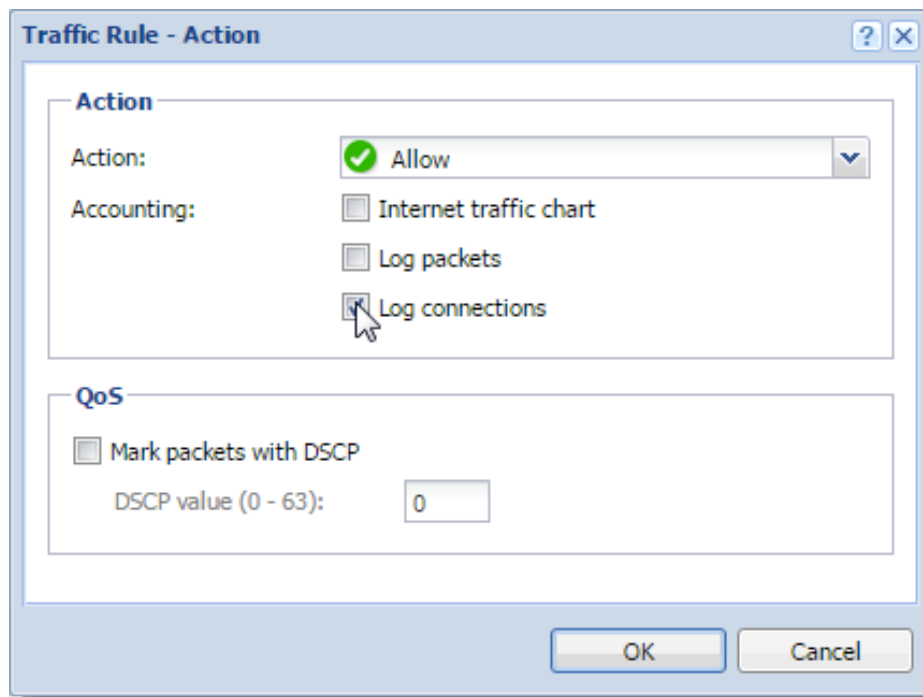 Traffic Rule - Action
?
Action
Action:
Allow
Accounting:
Internet traffic chart
Log packets
Log connections
QoS
Mark packets with DSCP
DSCP value (0 - 63):
0
OK
Cancel